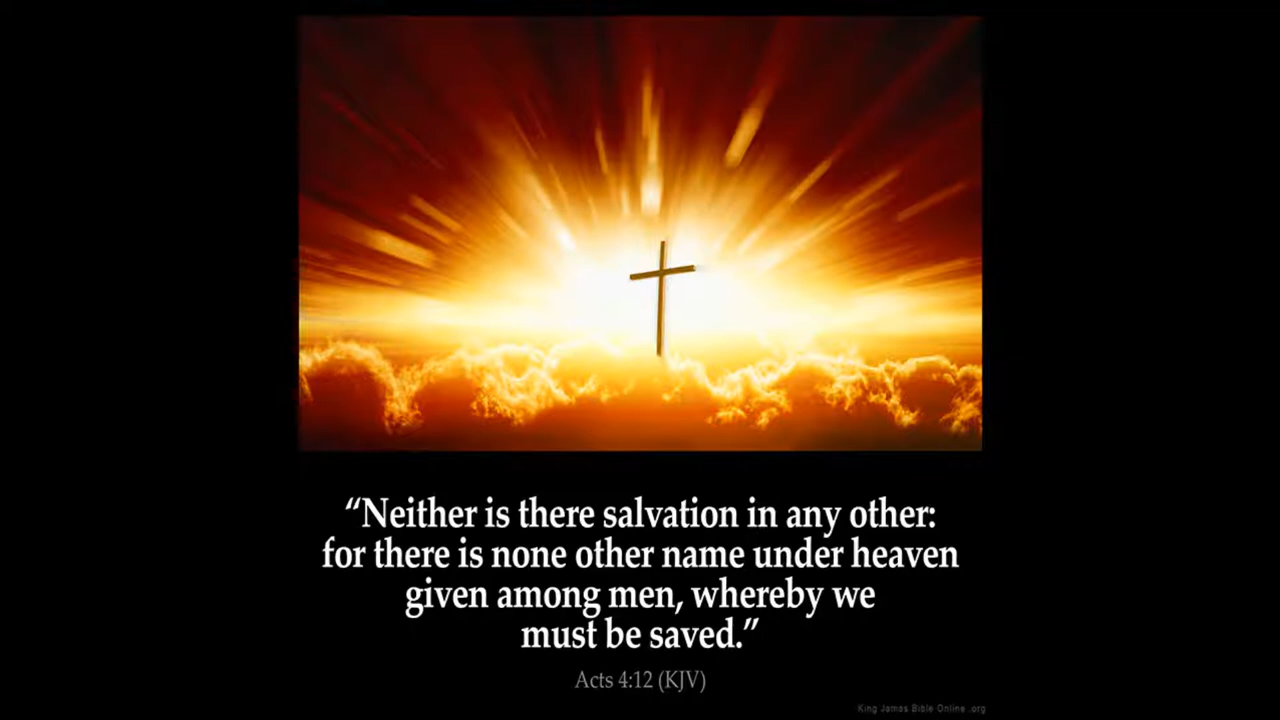 “Neither is there salvation in any other:
for there is none other name under heaven
given among men, whereby we
must be saved.”
Acts 4:12 (KJV)
King James Bible Online .org